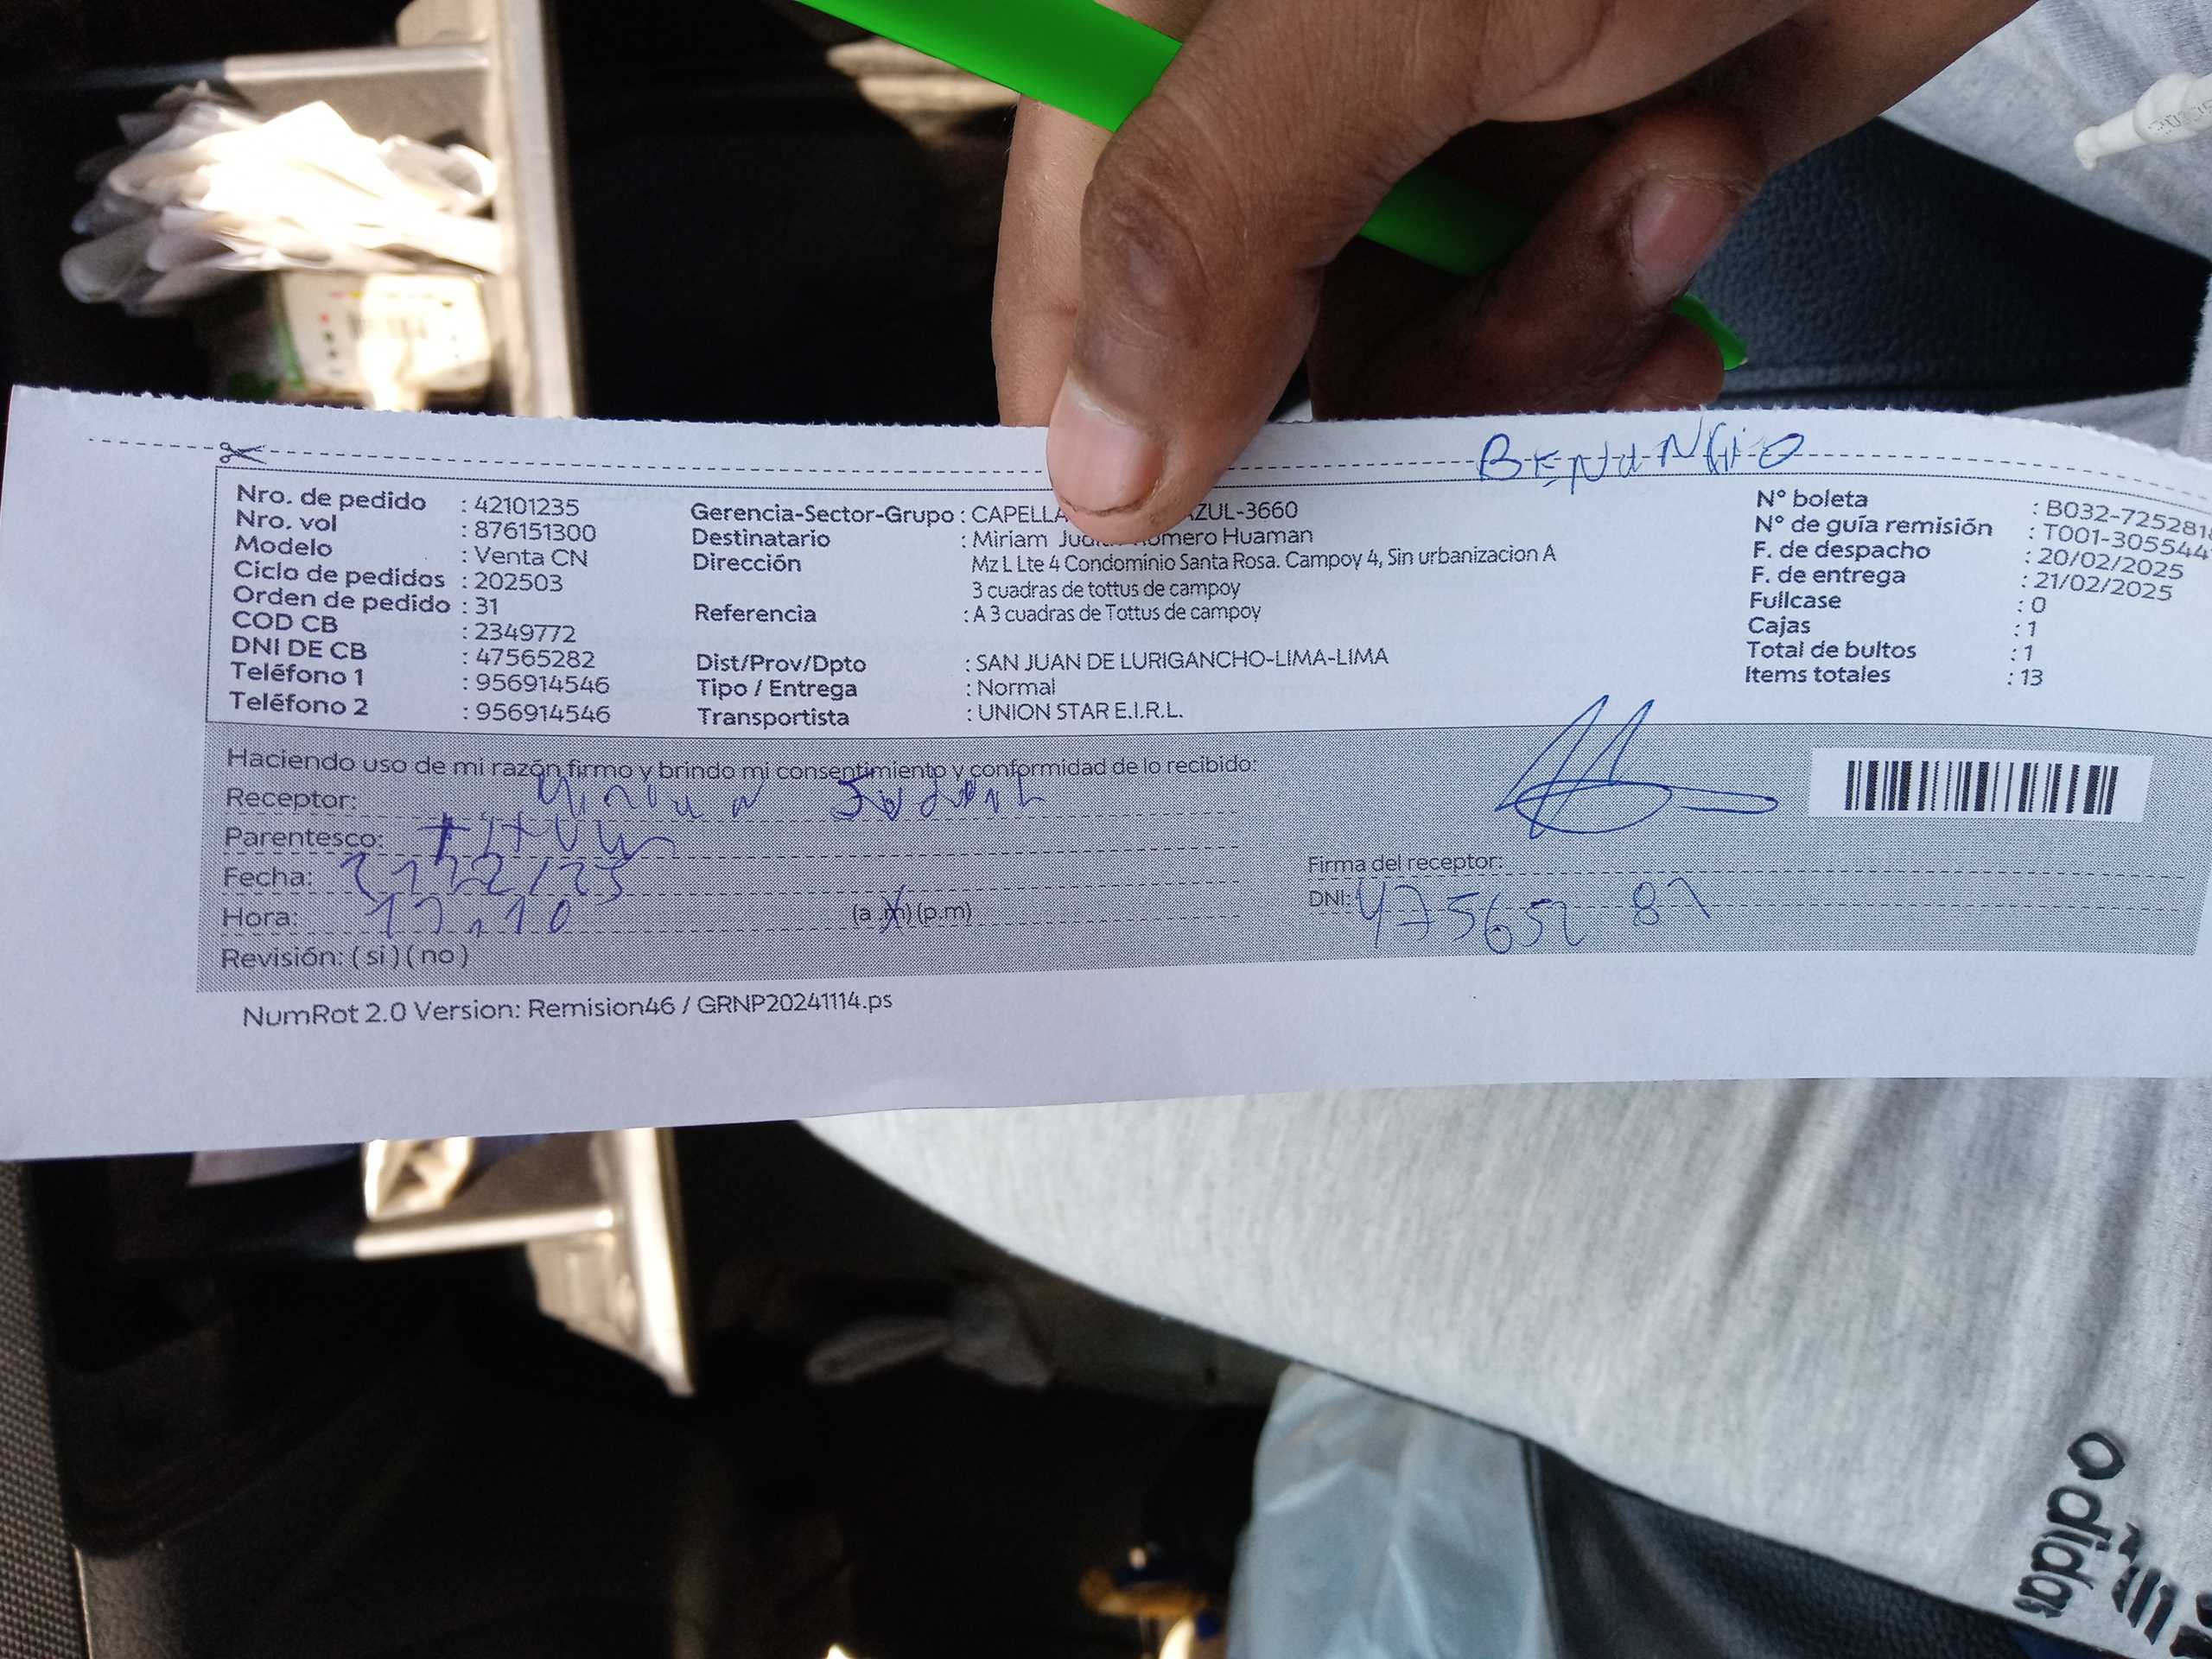 BENUNCIO
Nro. de pedido : 42101235
Nro. vol : 876151300
Modelo : Venta CN
Ciclo de pedidos : 202503
Orden de pedido : 31
COD CB : 2349772
DNI DE CB : 47565282
Teléfono 1 : 956914546
Teléfono 2 : 956914546
Gerencia-Sector-Grupo : CAPELLA AZUL-3660
Destinatario : Miriam Romero Huaman
Dirección Mz L Lte 4 Condominio Santa Rosa. Campoy 4, Sin urbanizacion A
3 cuadras de tottus de campoy
Referencia : A 3 cuadras de Tottus de campoy
Dist/Prov/Dpto : SAN JUAN DE LURIGANCHO-LIMA-LIMA
Tipo / Entrega : Normal
Transportista : UNION STAR E.I.R.L.
N° boleta : B032-725281
N° de guía remisión : T001-305544
F. de despacho : 20/02/2025
F. de entrega : 21/02/2025
Fullcase : 0
Cajas : 1
Total de bultos : 1
Items totales : 13
Haciendo uso de mi razón firmo y brindo mi consentimiento y conformidad de lo recibido:
Receptor:
Parentesco:
Fecha:
Hora: (a.m) (p.m)
Revisión: ( si ) ( no )
Firma del receptor:
DNI: 47565282
NumRot 2.0 Version: Remision46 / GRNP20241114.ps
adidas